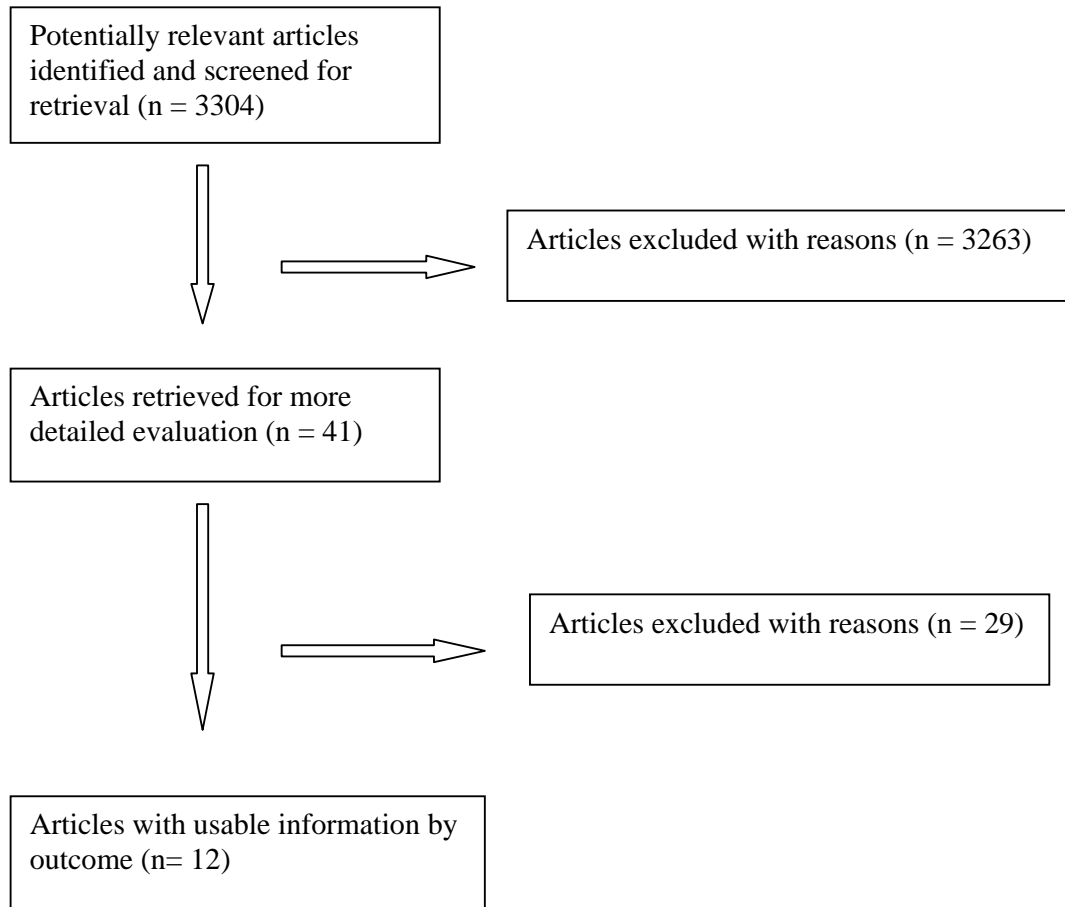 Potentially relevant articles
identified and screened for
retrieval (n = 3304)
Articles excluded with reasons (n = 3263)
Articles retrieved for more
detailed evaluation (n = 41)
Articles excluded with reasons (n = 29)
Articles with usable information by
outcome (n= 12)